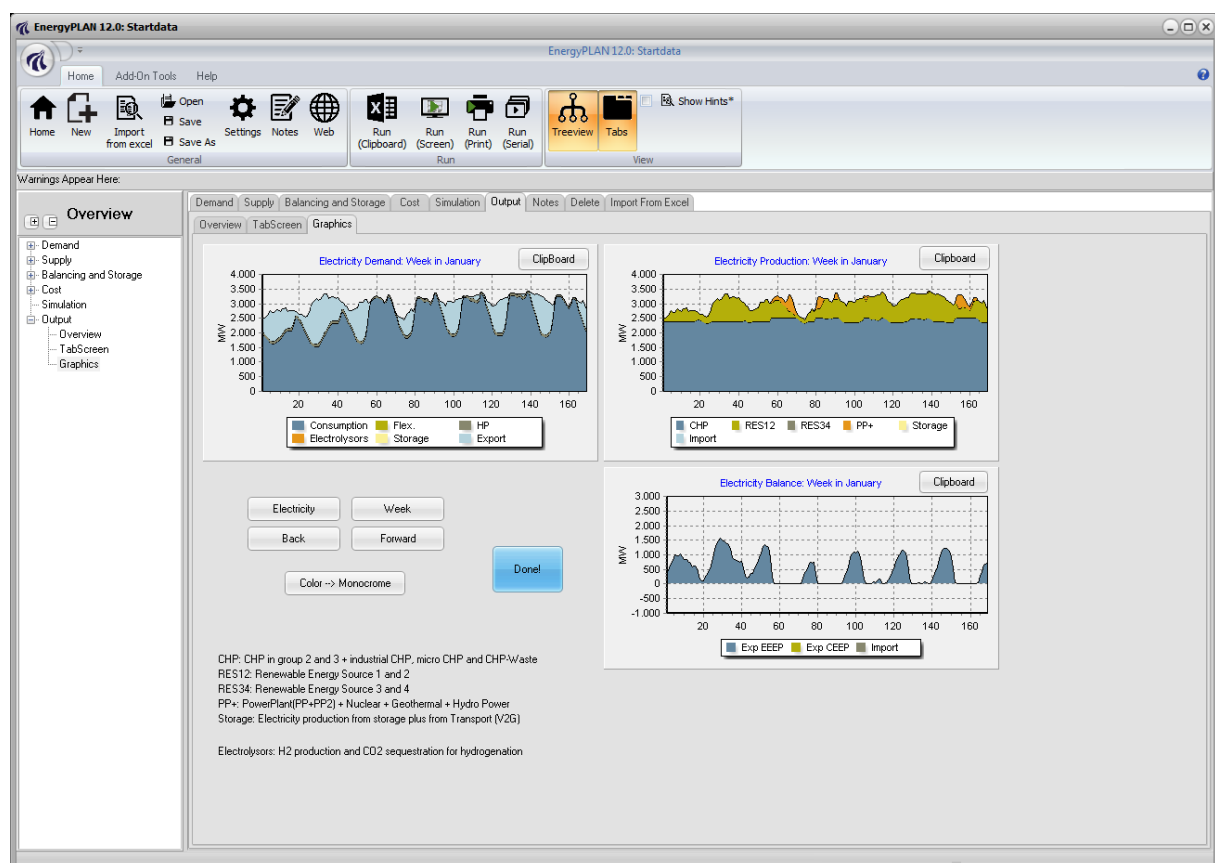 EnergyPLAN 12.0: Startdata
EnergyPLAN 12.0: Startdata
Home Add-On Tools Help
Home
New
Import from excel
Open
Save
Save As
Settings
Notes
Web
General
Run (Clipboard)
Run (Screen)
Run (Print)
Run (Serial)
Run
Treeview
Tabs
Show Hints*
View
Warnings Appear Here:
Overview
Demand
Supply
Balancing and Storage
Cost
Simulation
Output
Overview
TabScreen
Graphics
Demand Supply Balancing and Storage Cost Simulation Output Notes Delete Import From Excel
Overview TabScreen Graphics
Electricity Demand: Week in January
ClipBoard
4.000
3.500
3.000
2.500
2.000
1.500
1.000
500
0
MW
20 40 60 80 100 120 140 160
Consumption Flex. HP
Electrolysors Storage Export
Electricity Production: Week in January
Clipboard
4.000
3.500
3.000
2.500
2.000
1.500
1.000
500
0
MW
20 40 60 80 100 120 140 160
CHP RES12 RES34 PP+ Storage
Import
Electricity Balance: Week in January
Clipboard
3.000
2.500
2.000
1.500
1.000
500
0
-500
-1.000
MW
20 40 60 80 100 120 140 160
Exp EEEP Exp CEEP Import
Electricity Week
Back Forward
Done!
Color --> Monocrome
CHP: CHP in group 2 and 3 + industrial CHP, micro CHP and CHP-Waste
RES12: Renewable Energy Source 1 and 2
RES34: Renewable Energy Source 3 and 4
PP+: PowerPlant(PP+PP2) + Nuclear + Geothermal + Hydro Power
Storage: Electricity production from storage plus from Transport (V2G)
Electrolysors: H2 production and CO2 sequestration for hydrogenation